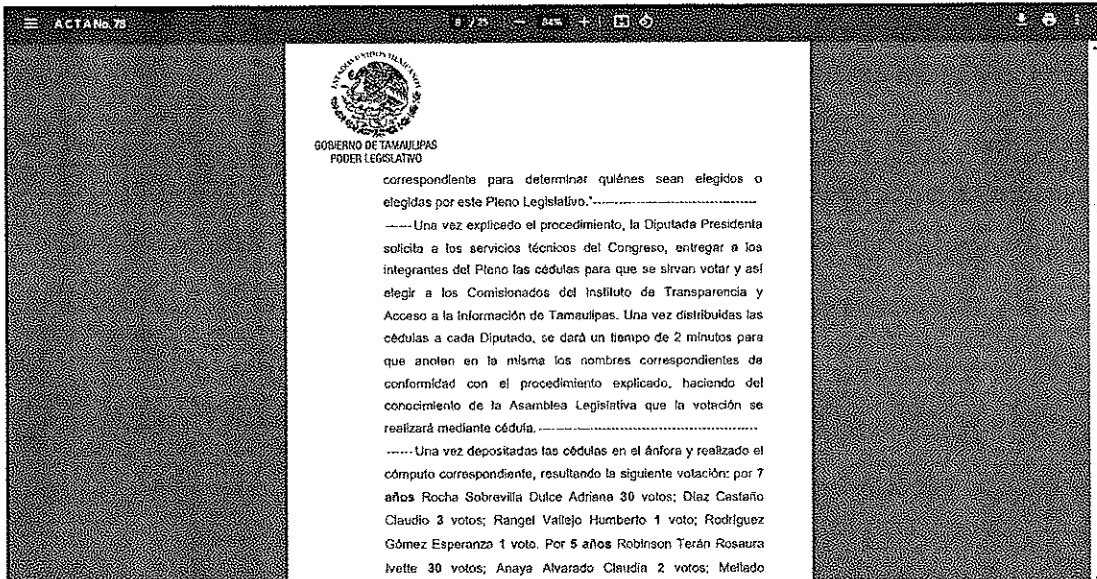 ACTA No. 78
8 / 25
84%
ESTADOS UNIDOS MEXICANOS
GOBIERNO DE TAMAULIPAS
PODER LEGISLATIVO
correspondiente para determinar quiénes sean elegidos o
elegidas por este Pleno Legislativo."-----------------------------------
------Una vez explicado el procedimiento, la Diputada Presidenta
solicita a los servicios técnicos del Congreso, entregar a los
integrantes del Pleno las cédulas para que se sirvan votar y así
elegir a los Comisionados del Instituto de Transparencia y
Acceso a la Información de Tamaulipas. Una vez distribuidas las
cédulas a cada Diputado, se dará un tiempo de 2 minutos para
que anoten en la misma los nombres correspondientes de
conformidad con el procedimiento explicado, haciendo del
conocimiento de la Asamblea Legislativa que la votación se
realizará mediante cédula.-----------------------------------------------
------Una vez depositadas las cédulas en el ánfora y realizado el
cómputo correspondiente, resultando la siguiente votación: por 7
años Rocha Sobrevilla Dulce Adriana 30 votos; Díaz Castaño
Claudio 3 votos; Rangel Vallejo Humberto 1 voto; Rodríguez
Gómez Esperanza 1 voto. Por 5 años Robinson Terán Rosaura
Ivette 30 votos; Anaya Alvarado Claudia 2 votos; Mellado